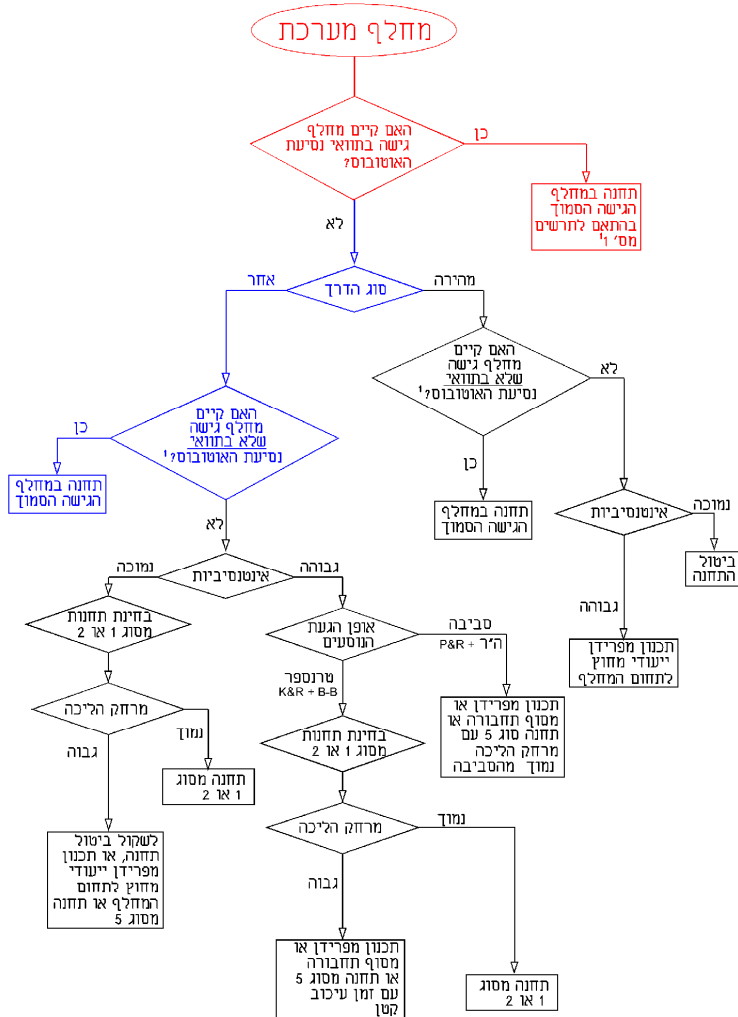 מחלף מערכת
האם קיים מחלף
גישה בתוואי נסיעת
האוטובוס?
כן
תחנה במחלף
הגישה הסמוך
בהתאם לתרשים
מס׳ 1¹
לא
סוג הדרך
מהירה
אחר
האם קיים
מחלף גישה
שלא בתוואי
נסיעת האוטובוס?¹
לא
כן
תחנה במחלף
הגישה הסמוך
אינטנסיביות
נמוכה
ביטול
התחנה
גבוהה
תכנון מפרידן
ייעודי מחוץ
לתחום המחלף
האם קיים
מחלף גישה
שלא בתוואי
נסיעת האוטובוס?¹
כן
תחנה במחלף
הגישה הסמוך
לא
אינטנסיביות
גבוהה
נמוכה
אופן הגעת
הנוסעים
סביבה
ה״ר + P&R
תכנון מפרידן או
מסוף תחבורה או
תחנה סוג 5 עם
מרחק הליכה
נמוך מהסביבה
טרנספר
K&R + B-B
בחינת תחנות
מסוג 1 או 2
מרחק הליכה
נמוך
תחנה מסוג
1 או 2
גבוה
תכנון מפרידן או
מסוף תחבורה
או תחנה מסוג 5
עם זמן עיכוב
קטן
בחינת תחנות
מסוג 1 או 2
מרחק הליכה
נמוך
תחנה מסוג
1 או 2
גבוה
לשקול ביטול
תחנה, או תכנון
מפרידן ייעודי
מחוץ לתחום
המחלף או תחנה
מסוג 5